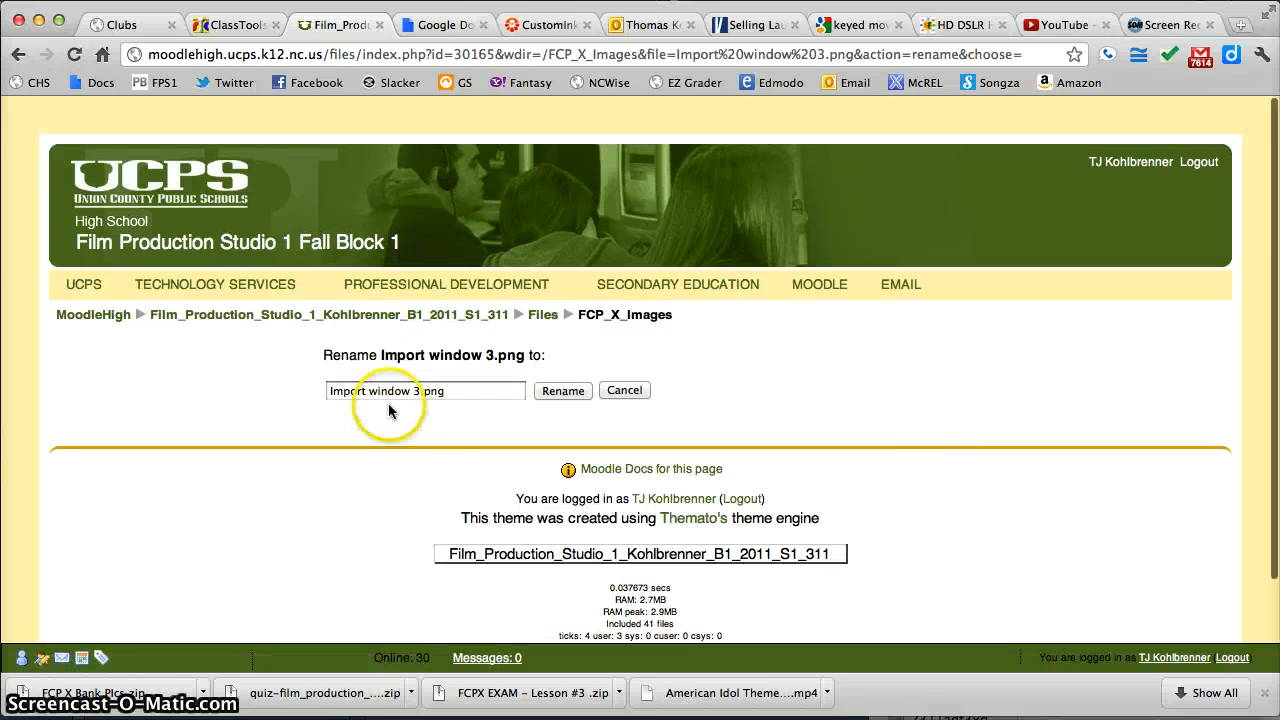 Clubs
ClassTools
Film_Produ
Google Do
CustomInk
Thomas Ko
Selling Lau
keyed mo
HD DSLR H
YouTube -
Screen Rec
moodlehigh.ucps.k12.nc.us/files/index.php?id=30165&wdir=/FCP_X_Images&file=Import%20window%203.png&action=rename&choose=
7614
CHS
Docs
PB FPS1
Twitter
Facebook
Slacker
GS
Fantasy
NCWise
EZ Grader
Edmodo
Email
McREL
Songza
Amazon
UCPS
UNION COUNTY PUBLIC SCHOOLS
High School
Film Production Studio 1 Fall Block 1
TJ Kohlbrenner Logout
UCPS TECHNOLOGY SERVICES PROFESSIONAL DEVELOPMENT SECONDARY EDUCATION MOODLE EMAIL
MoodleHigh Film_Production_Studio_1_Kohlbrenner_B1_2011_S1_311 Files FCP_X_Images
Rename Import window 3.png to:
Import window 3.png Rename Cancel
Moodle Docs for this page
You are logged in as TJ Kohlbrenner (Logout)
This theme was created using Themato's theme engine
Film_Production_Studio_1_Kohlbrenner_B1_2011_S1_311
0.037673 secs
RAM: 2.7MB
RAM peak: 2.9MB
Included 41 files
ticks: 4 user: 3 sys: 0 cuser: 0 csys: 0
Online: 30 Messages: 0 You are logged in as TJ Kohlbrenner (Logout)
FCP X Bank Pics.zip quiz-film_production_....zip FCPX EXAM – Lesson #3 .zip American Idol Theme....mp4 Show All
Screencast-O-Matic.com